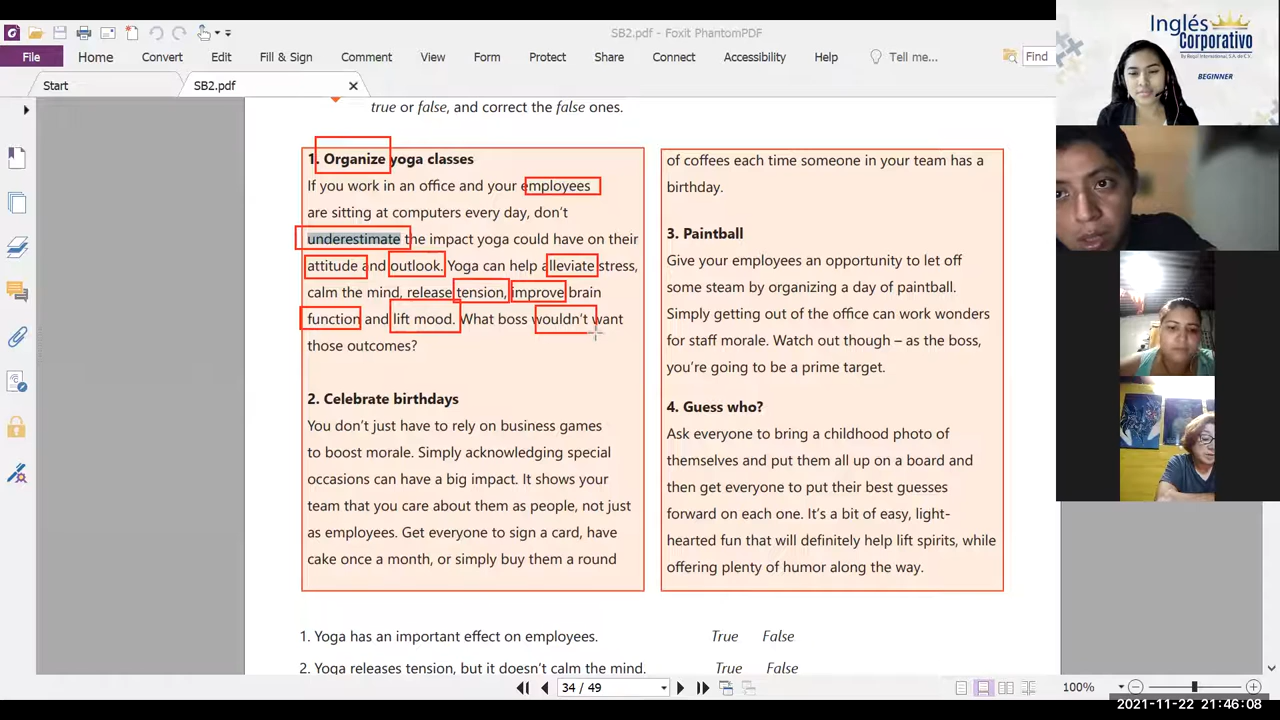 SB2.pdf - Foxit PhantomPDF
File Home Convert Edit Fill & Sign Comment View Form Protect Share Connect Accessibility Help Tell me... Find
Start SB2.pdf
Inglés
Corporativo
BEGINNER
true or false, and correct the false ones.
1. Organize yoga classes
If you work in an office and your employees
are sitting at computers every day, don't
underestimate the impact yoga could have on their
attitude and outlook. Yoga can help alleviate stress,
calm the mind, release tension, improve brain
function and lift mood. What boss wouldn't want
those outcomes?
2. Celebrate birthdays
You don't just have to rely on business games
to boost morale. Simply acknowledging special
occasions can have a big impact. It shows your
team that you care about them as people, not just
as employees. Get everyone to sign a card, have
cake once a month, or simply buy them a round
of coffees each time someone in your team has a
birthday.
3. Paintball
Give your employees an opportunity to let off
some steam by organizing a day of paintball.
Simply getting out of the office can work wonders
for staff morale. Watch out though – as the boss,
you're going to be a prime target.
4. Guess who?
Ask everyone to bring a childhood photo of
themselves and put them all up on a board and
then get everyone to put their best guesses
forward on each one. It's a bit of easy, light-
hearted fun that will definitely help lift spirits, while
offering plenty of humor along the way.
1. Yoga has an important effect on employees. True False
2. Yoga releases tension, but it doesn't calm the mind. True False
34 / 49
100%
2021-11-22 21:46:08